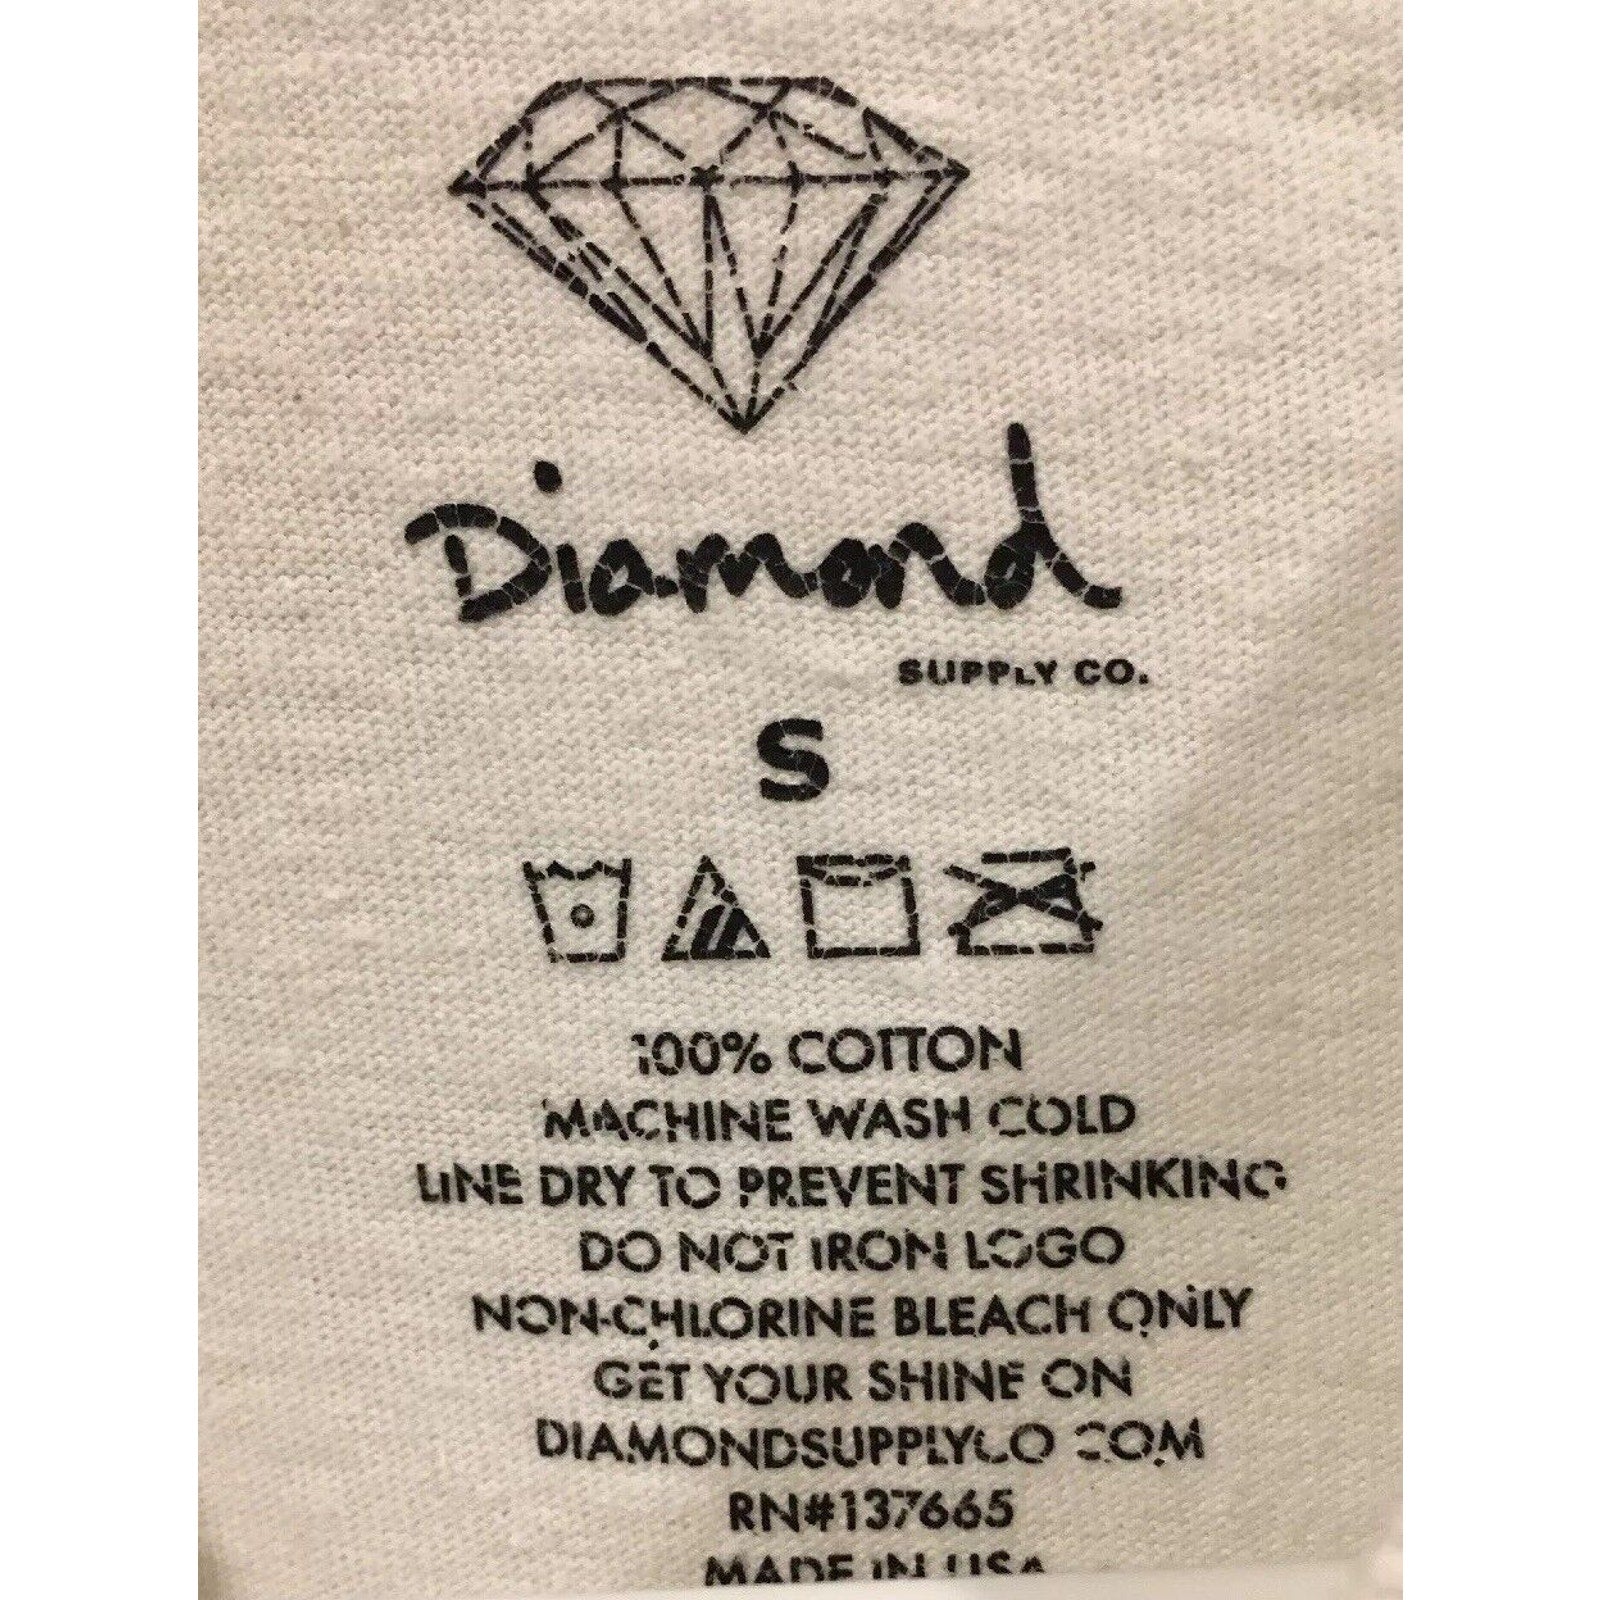 Diamond
SUPPLY CO.
S
100% COTTON
MACHINE WASH COLD
LINE DRY TO PREVENT SHRINKING
DO NOT IRON LOGO
NON-CHLORINE BLEACH ONLY
GET YOUR SHINE ON
DIAMONDSUPPLYCO COM
RN#137665
MADE IN USA